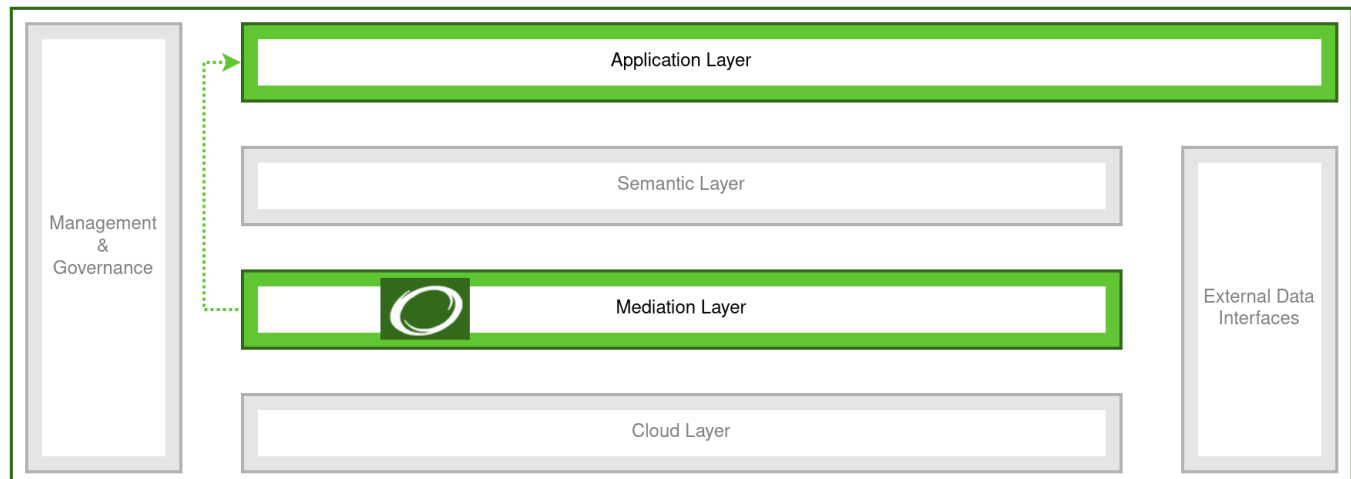 Application Layer
Semantic Layer
Management
&
Governance
Mediation Layer
External Data
Interfaces
Cloud Layer